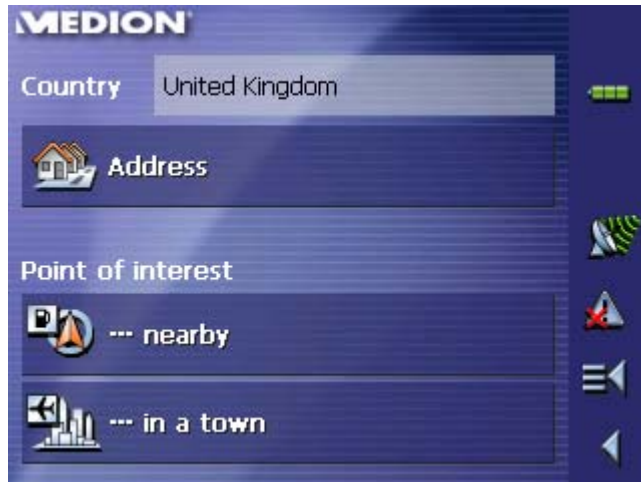 MEDION
Country United Kingdom
Address
Point of interest
P
--- nearby
--- in a town